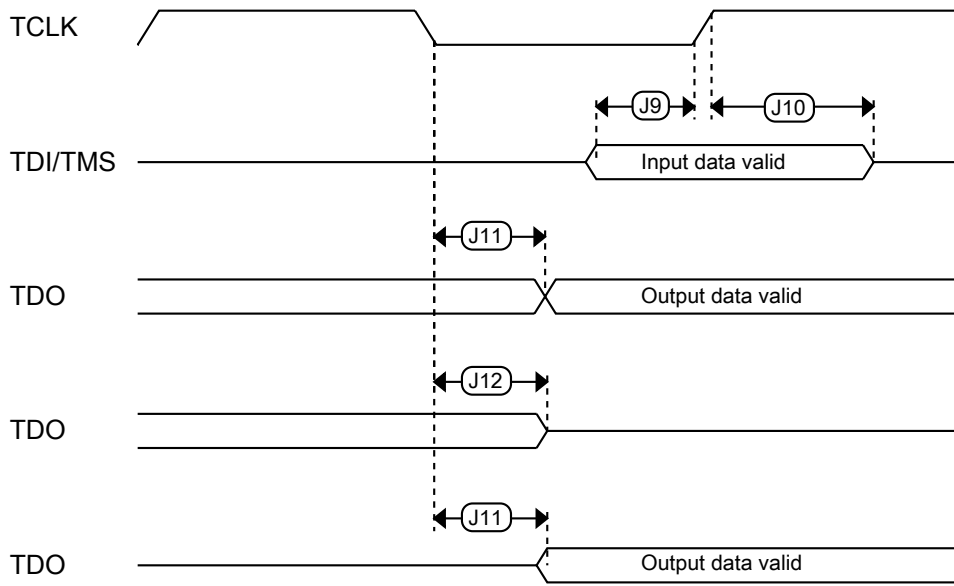 TCLK
J9
J10
TDI/TMS
Input data valid
J11
TDO
Output data valid
J12
TDO
J11
TDO
Output data valid